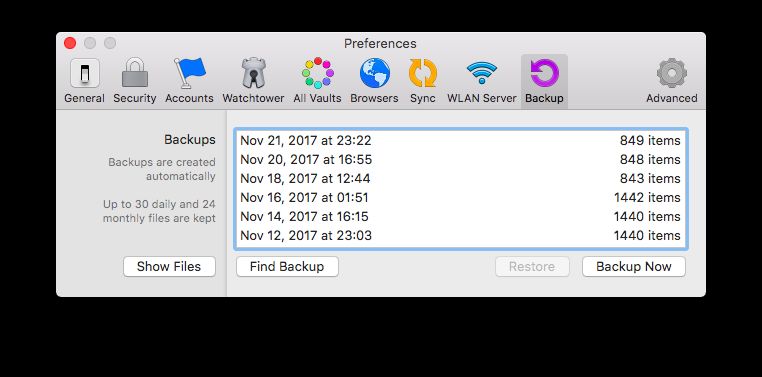 Preferences
General Security Accounts Watchtower All Vaults Browsers Sync WLAN Server Backup Advanced
Backups
Backups are created
automatically
Up to 30 daily and 24
monthly files are kept
Nov 21, 2017 at 23:22 849 items
Nov 20, 2017 at 16:55 848 items
Nov 18, 2017 at 12:44 843 items
Nov 16, 2017 at 01:51 1442 items
Nov 14, 2017 at 16:15 1440 items
Nov 12, 2017 at 23:03 1440 items
Show Files Find Backup Restore Backup Now